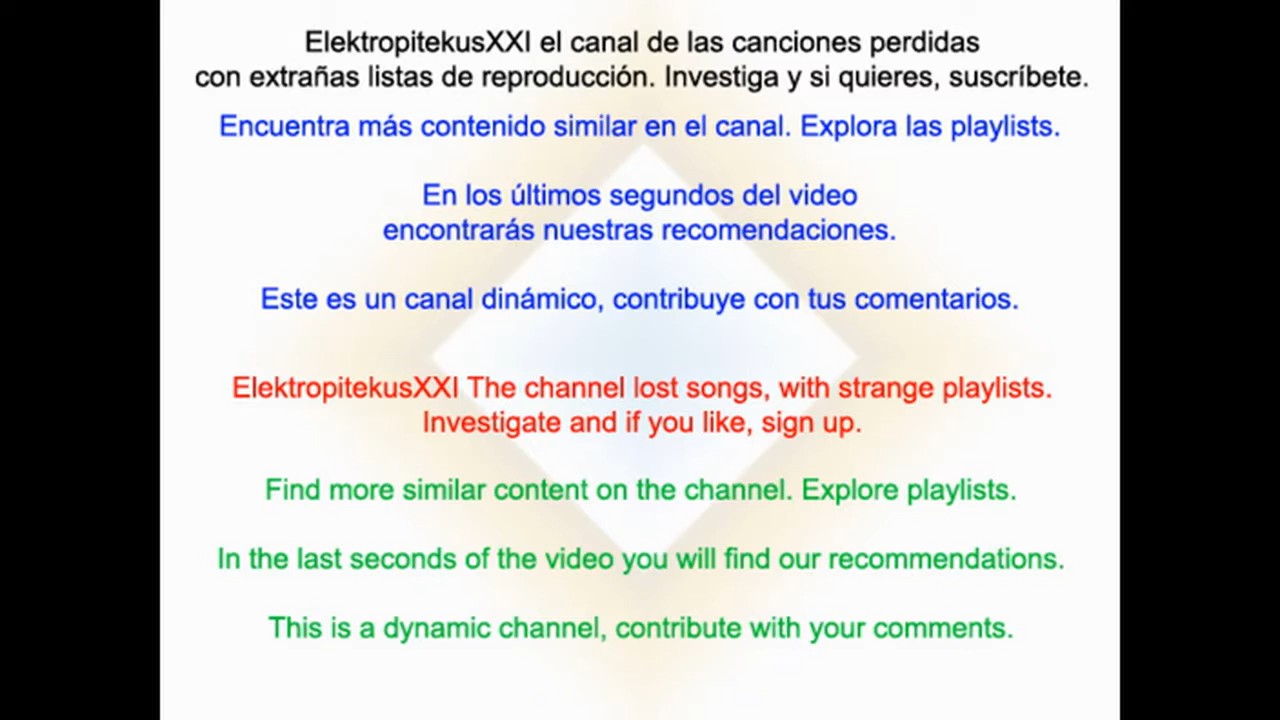 ElektropitekusXXI el canal de las canciones perdidas
con extrañas listas de reproducción. Investiga y si quieres, suscríbete.
Encuentra más contenido similar en el canal. Explora las playlists.
En los últimos segundos del video
encontrarás nuestras recomendaciones.
Este es un canal dinámico, contribuye con tus comentarios.
ElektropitekusXXI The channel lost songs, with strange playlists.
Investigate and if you like, sign up.
Find more similar content on the channel. Explore playlists.
In the last seconds of the video you will find our recommendations.
This is a dynamic channel, contribute with your comments.